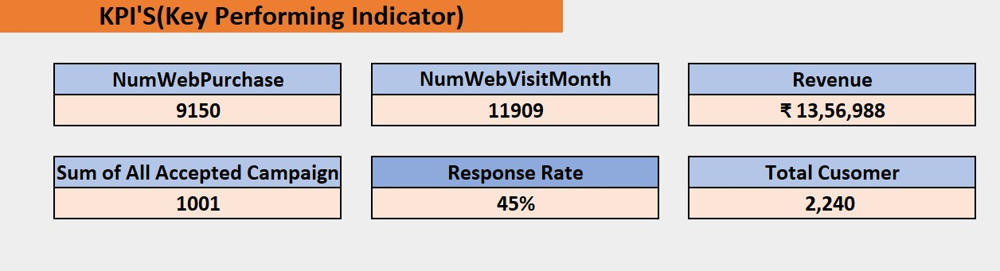 KPI'S(Key Performing Indicator)
NumWebPurchase
9150
NumWebVisitMonth
11909
Revenue
₹ 13,56,988
Sum of All Accepted Campaign
1001
Response Rate
45%
Total Cusomer
2,240